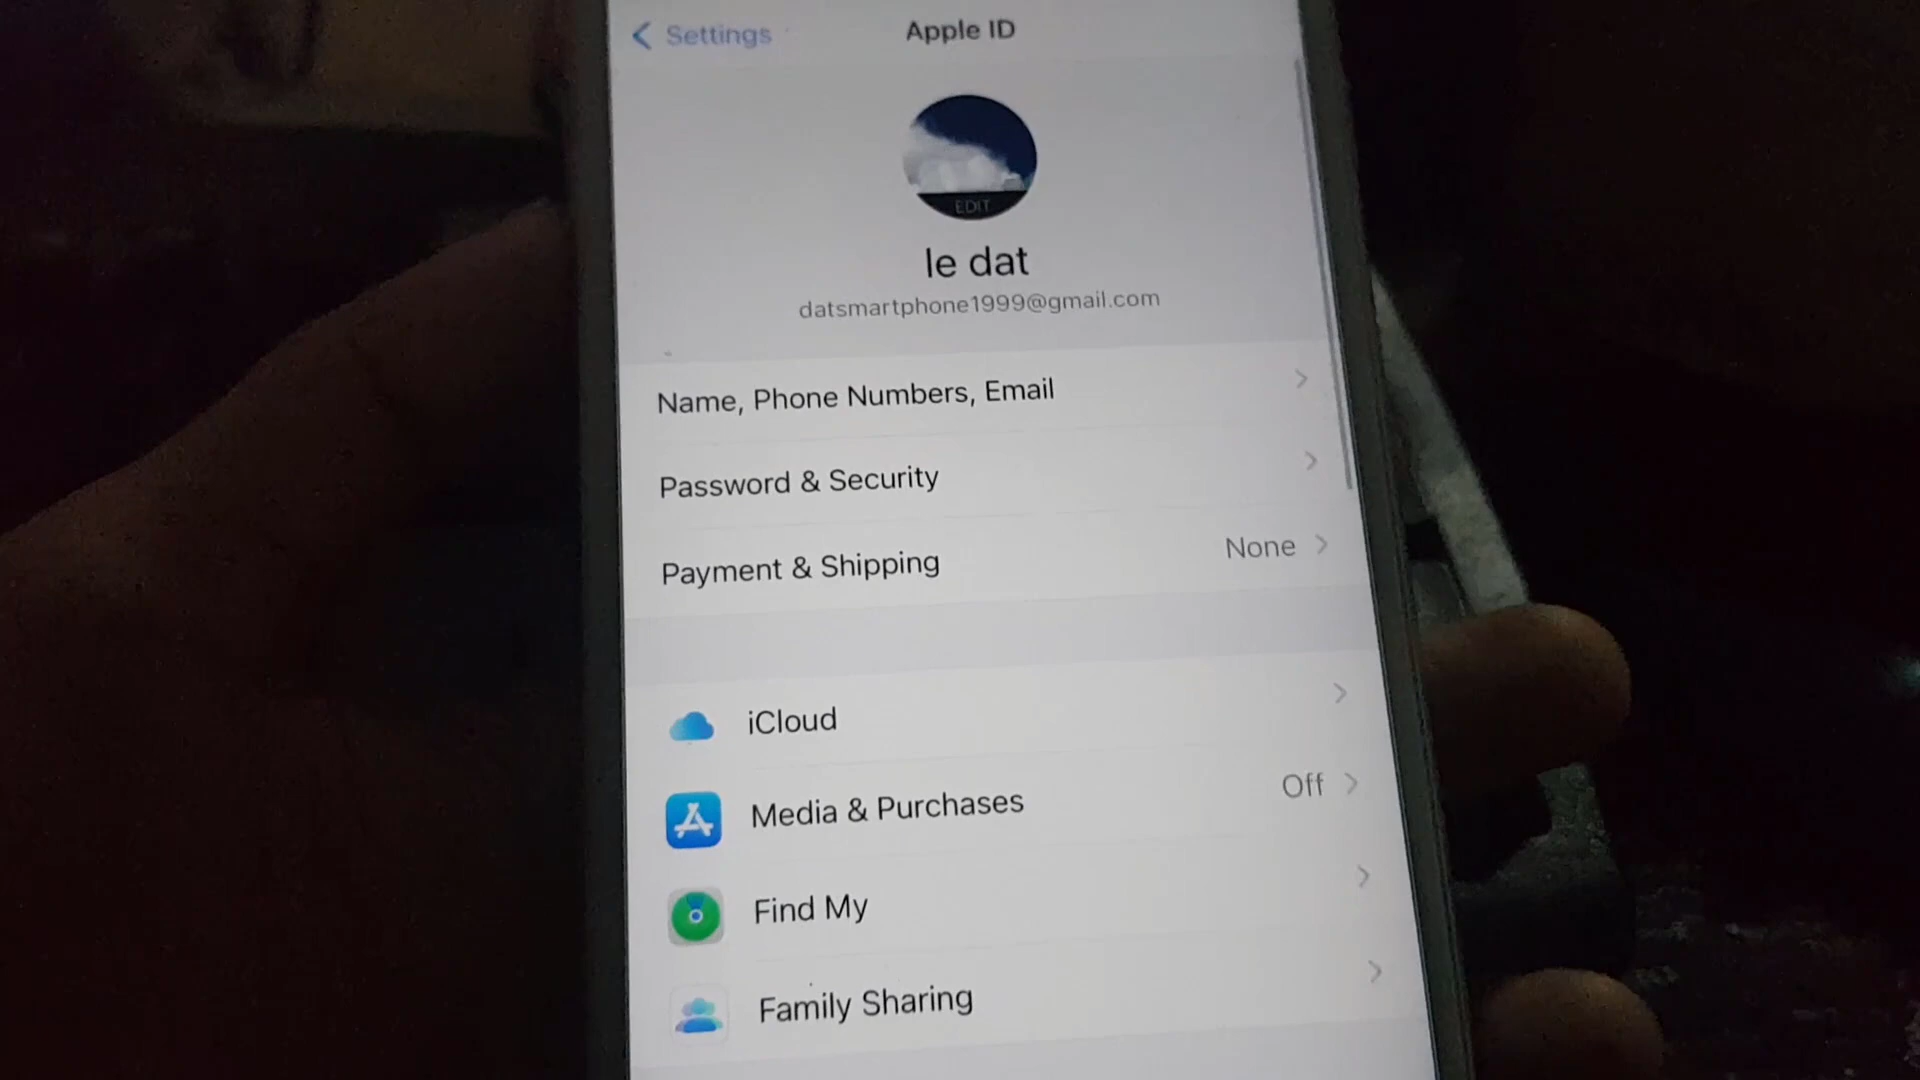 Settings
Apple ID
EDIT
le dat
datsmartphone1999@gmail.com
Name, Phone Numbers, Email
Password & Security
Payment & Shipping None
iCloud
Media & Purchases Off
Find My
Family Sharing